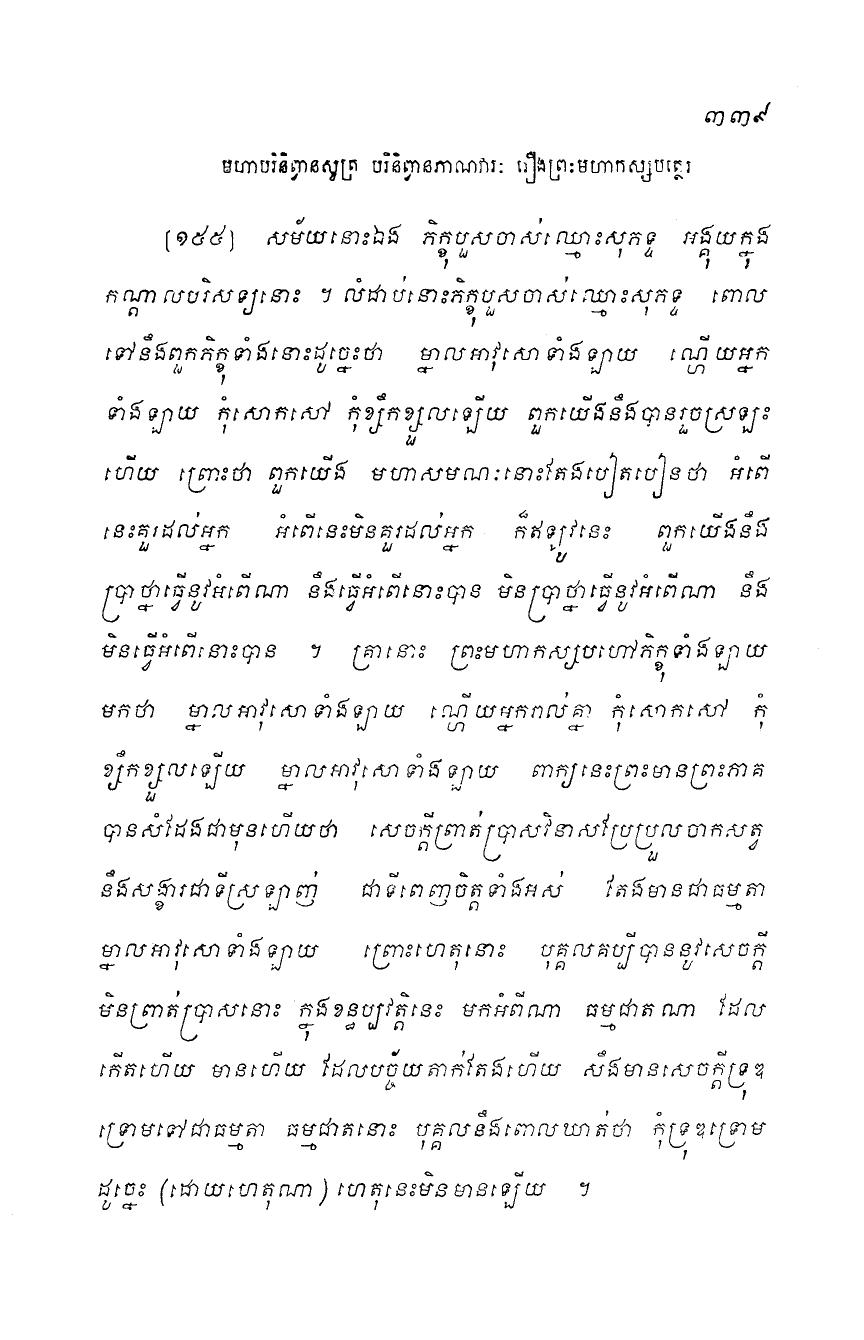 ៣៣៩
មហាបរិនិព្វានសូត្រ បរិនិព្វានភាណវារៈ រឿងព្រះមហាកស្សបត្ថេរ
[១៥៥] សម័យនោះឯង ភិក្ខុបួសចាស់ឈ្មោះសុភទ្ទ អង្គុយក្នុង
កណ្តាលបរិសទ្យនោះ ។ លំដាប់នោះភិក្ខុបួសចាស់ឈ្មោះសុភទ្ទ ពោល
ទៅនឹងពួកភិក្ខុទាំងនោះដូច្នេះថា ម្នាលអាវុសោទាំងឡាយ ណ្ហើយអ្នក
ទាំងឡាយ កុំសោកសៅ កុំខ្សឹកខ្សួលឡើយ ពួកយើងនឹងបានរួចស្រឡះ
ហើយ ព្រោះថា ពួកយើង មហាសមណៈនោះតែងបៀតបៀនថា អំពើ
នេះគួរដល់អ្នក អំពើនេះមិនគួរដល់អ្នក ក៏ឥឡូវនេះ ពួកយើងនឹង
ប្រាថ្នាធ្វើនូវអំពើណា នឹងធ្វើអំពើនោះបាន មិនប្រាថ្នាធ្វើនូវអំពើណា នឹង
មិនធ្វើអំពើនោះបាន ។ គ្រានោះ ព្រះមហាកស្សបហៅភិក្ខុទាំងឡាយ
មកថា ម្នាលអាវុសោទាំងឡាយ ណ្ហើយអ្នករាល់គ្នា កុំសោកសៅ កុំ
ខ្សឹកខ្សួលឡើយ ម្នាលអាវុសោទាំងឡាយ ពាក្យនេះព្រះមានព្រះភាគ
បានសំដែងជាមុនហើយថា សេចក្តីព្រាត់ប្រាសវិនាសប្រែប្រួលចាកសត្វ
នឹងសង្ខារជាទីស្រឡាញ់ ជាទីពេញចិត្តទាំងអស់ តែងមានជាធម្មតា
ម្នាលអាវុសោទាំងឡាយ ព្រោះហេតុនោះ បុគ្គលគប្បីបាននូវសេចក្តី
មិនព្រាត់ប្រាសនោះ ក្នុងខន្ធប្បវត្តិនេះ មកអំពីណា ធម្មជាតណា ដែល
កើតហើយ មានហើយ ដែលបច្ច័យតាក់តែងហើយ សឹងមានសេចក្តីទ្រុឌ
ទ្រោមទៅជាធម្មតា ធម្មជាតនោះ បុគ្គលនឹងពោលឃាត់ថា កុំទ្រុឌទ្រោម
ដូច្នេះ (ដោយហេតុណា) ហេតុនេះមិនមានឡើយ ។